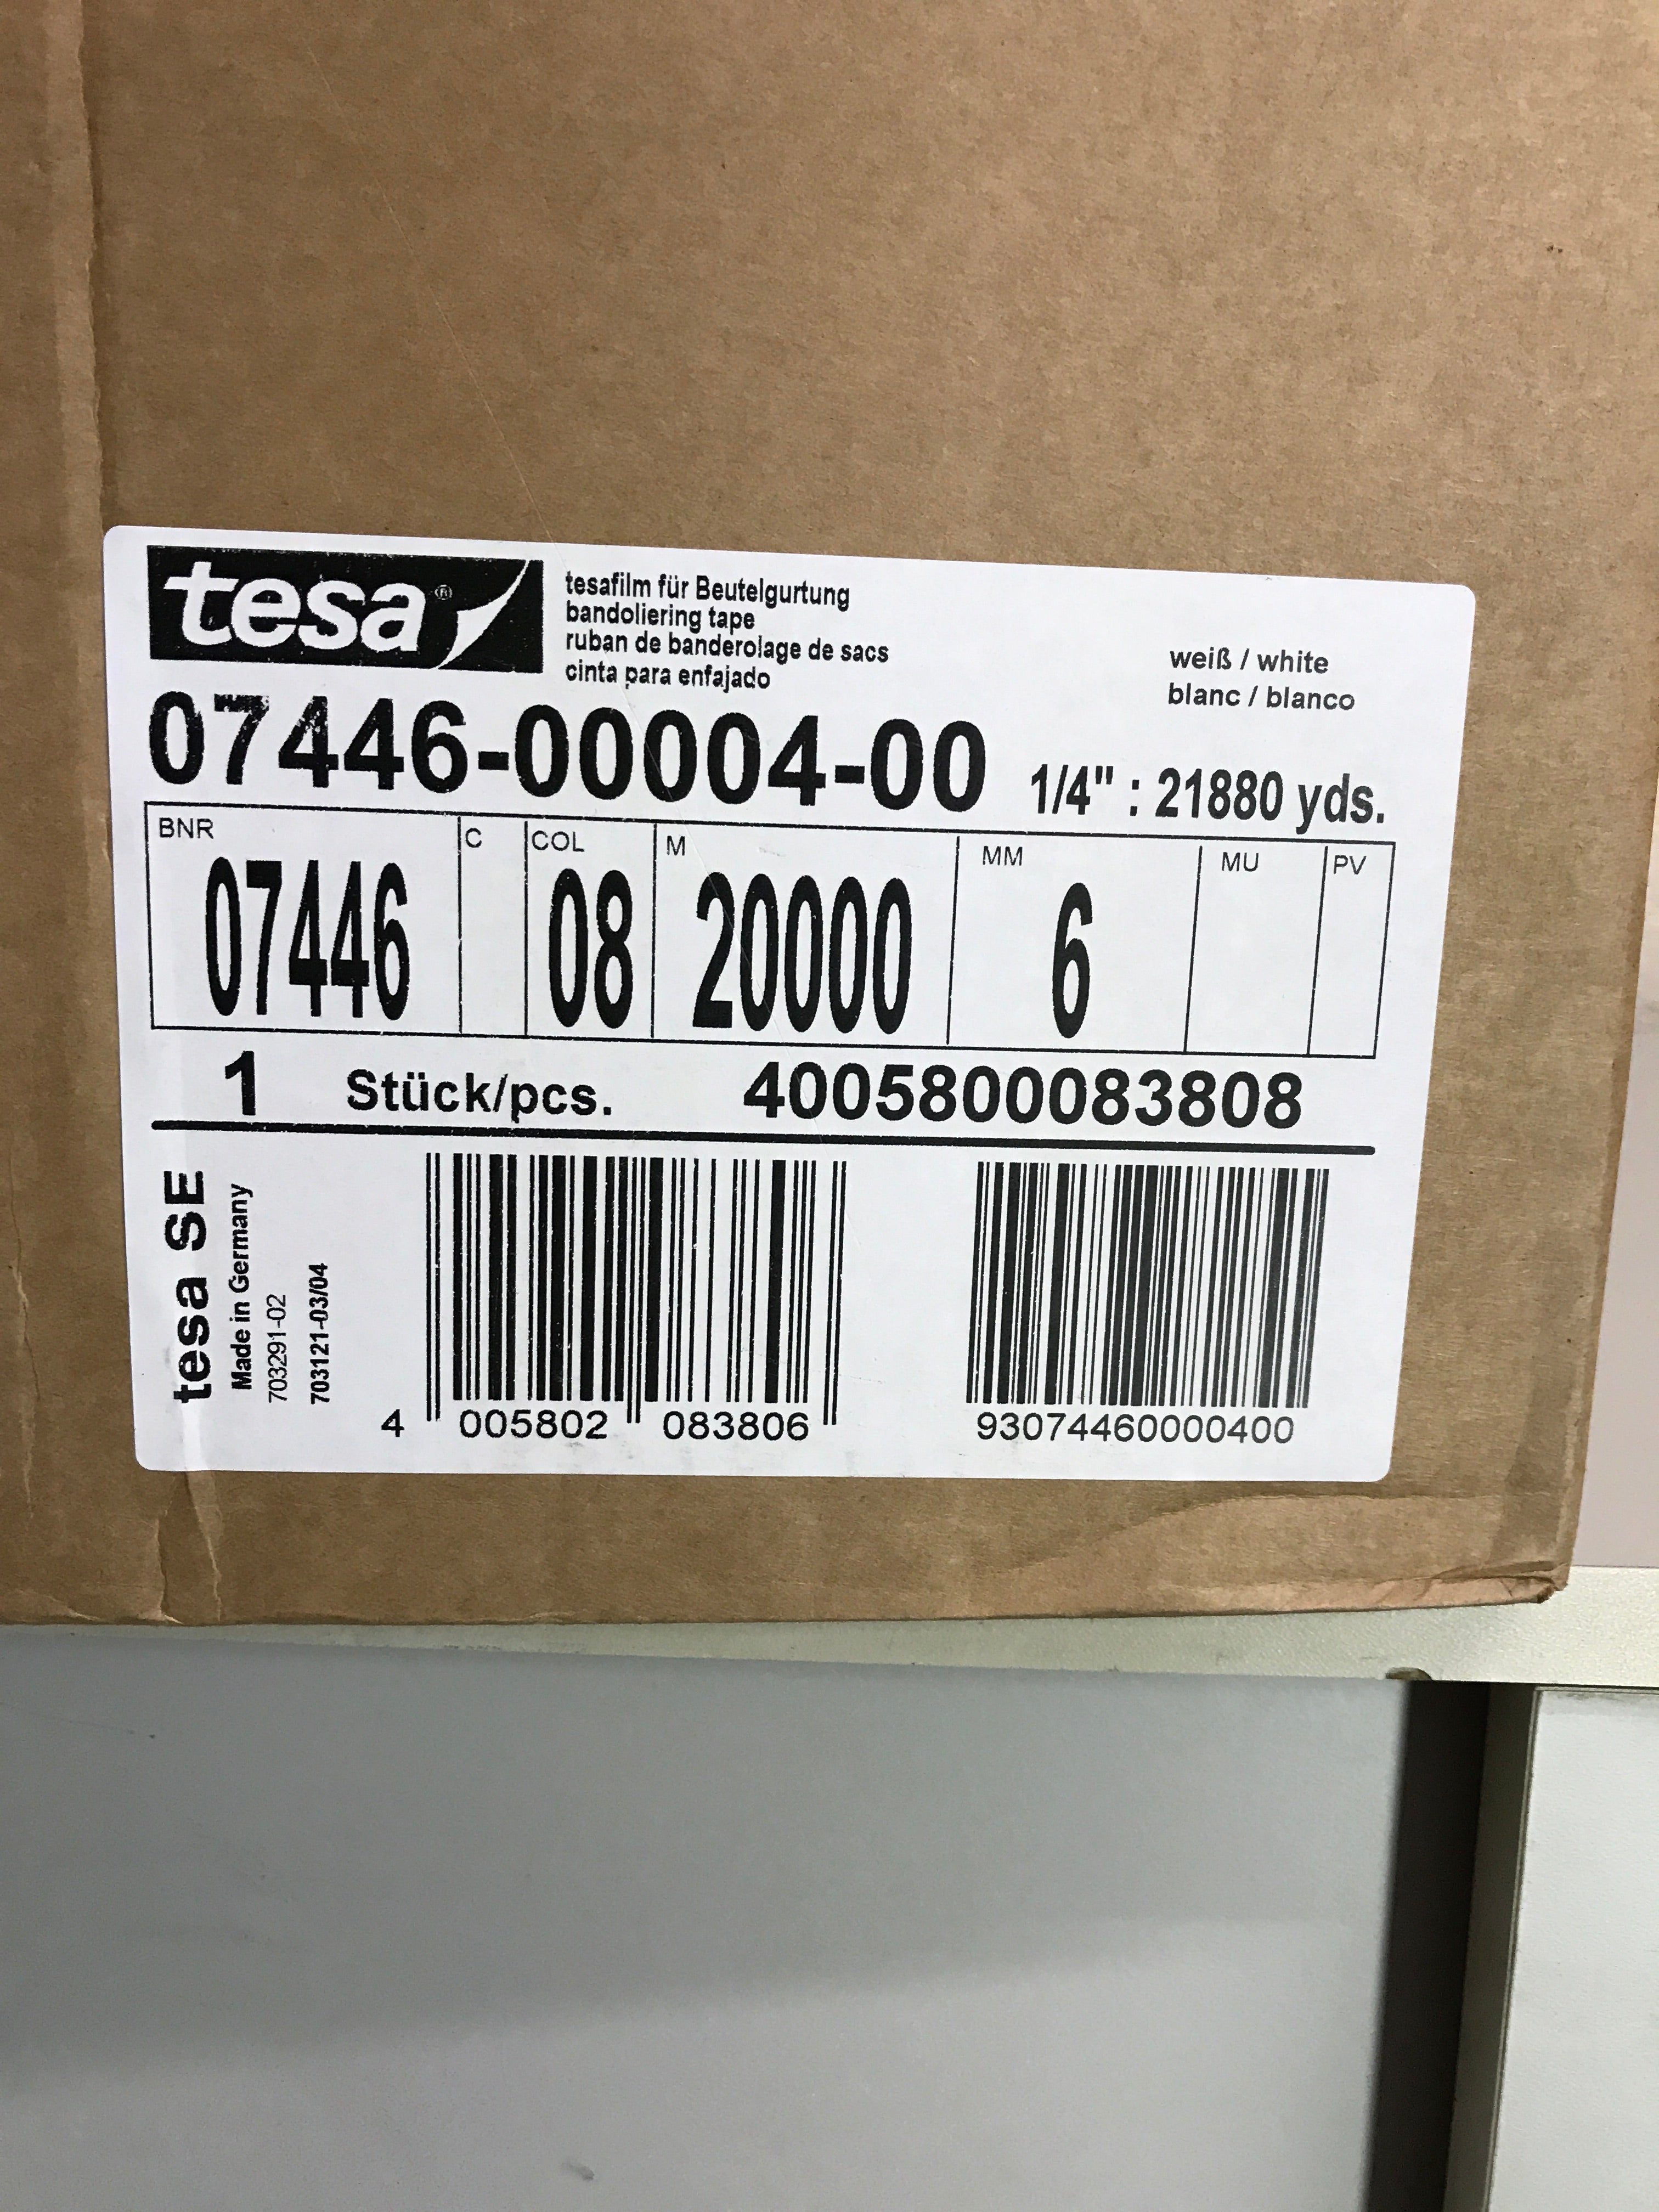 tesa®
tesafilm für Beutelgurtung
bandoliering tape
ruban de banderolage de sacs
cinta para enfajado
weiß / white
blanc / blanco
07446-00004-00 1/4" : 21880 yds.
BNR C COL M MM MU PV
07446 08 20000 6
1 Stück/pcs. 4005800083808
tesa SE
Made in Germany
703291-02
703121-03/04
4 005802 083806
93074460000400